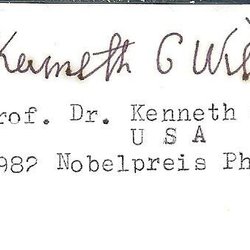 Kenneth G Wil
rof. Dr. Kenneth
U S A
982 Nobelpreis Ph